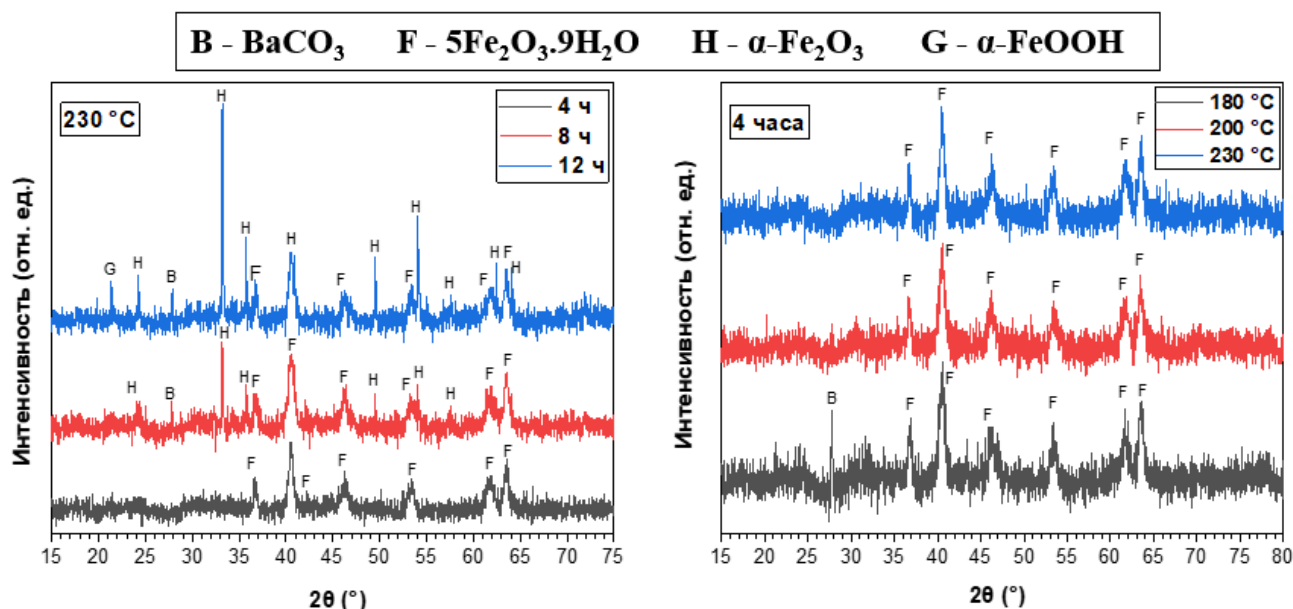 B - BaCO₃ F - 5Fe₂O₃.9H₂O H - α-Fe₂O₃ G - α-FeOOH
230 °C
4 ч
8 ч
12 ч
H
G H B H F H F H F H H F H F H
H
H B H F F F H F H H F F
F F F F F F
Интенсивность (отн. ед.)
15 20 25 30 35 40 45 50 55 60 65 70 75
2θ (°)
4 часа
180 °C
200 °C
230 °C
F F F F F F
F F F F F F
B F F F F F F
Интенсивность (отн. ед.)
15 20 25 30 35 40 45 50 55 60 65 70 75 80
2θ (°)